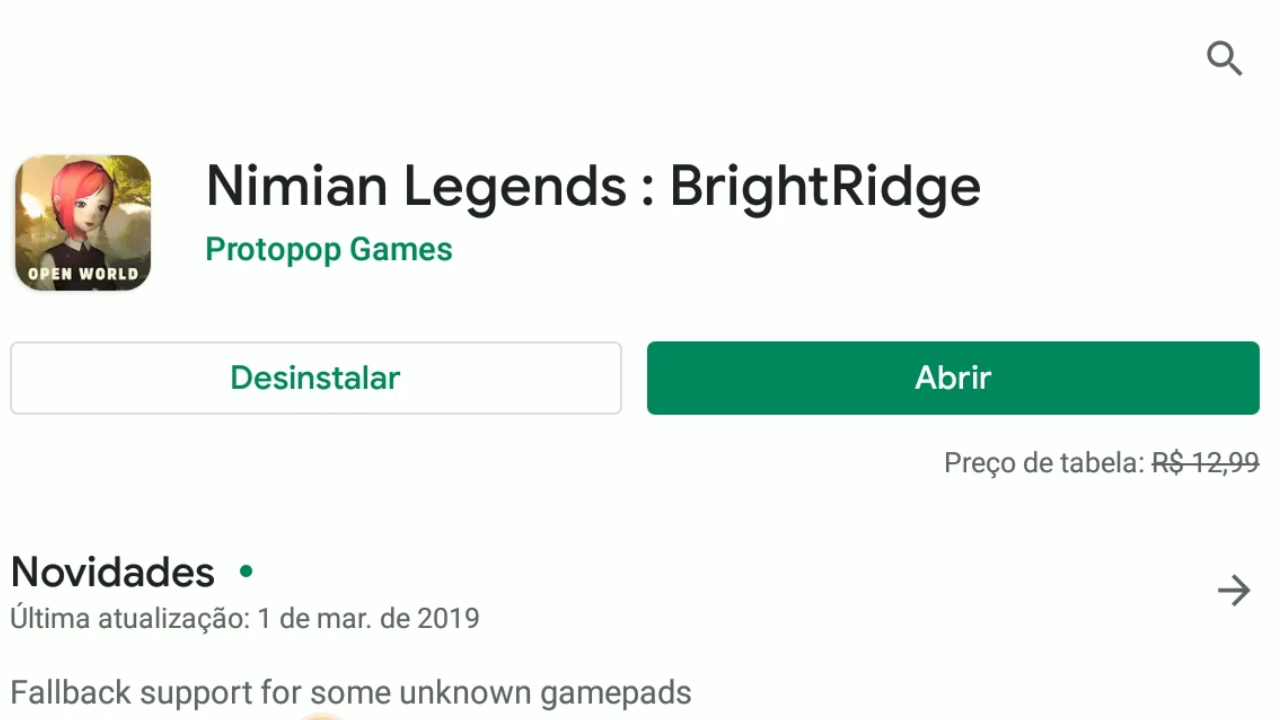 Nimian Legends : BrightRidge
Protopop Games
OPEN WORLD
Desinstalar
Abrir
Preço de tabela: R$ 12,99
Novidades •
Última atualização: 1 de mar. de 2019
Fallback support for some unknown gamepads